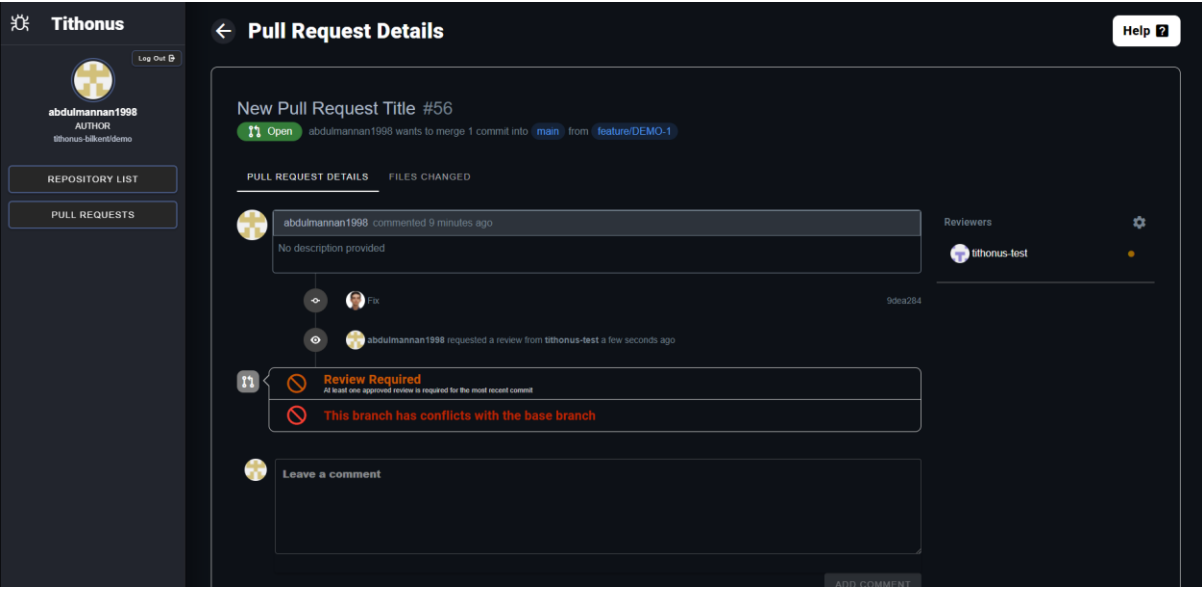 Tithonus
Log Out
abdulmannan1998
AUTHOR
tithonus-bilkent/demo
REPOSITORY LIST
PULL REQUESTS
Pull Request Details
Help ?
New Pull Request Title #56
Open abdulmannan1998 wants to merge 1 commit into main from feature/DEMO-1
PULL REQUEST DETAILS FILES CHANGED
abdulmannan1998 commented 9 minutes ago
No description provided
Fix 9dea284
abdulmannan1998 requested a review from tithonus-test a few seconds ago
Review Required
At least one approved review is required for the most recent commit
This branch has conflicts with the base branch
Leave a comment
ADD COMMENT
Reviewers
tithonus-test